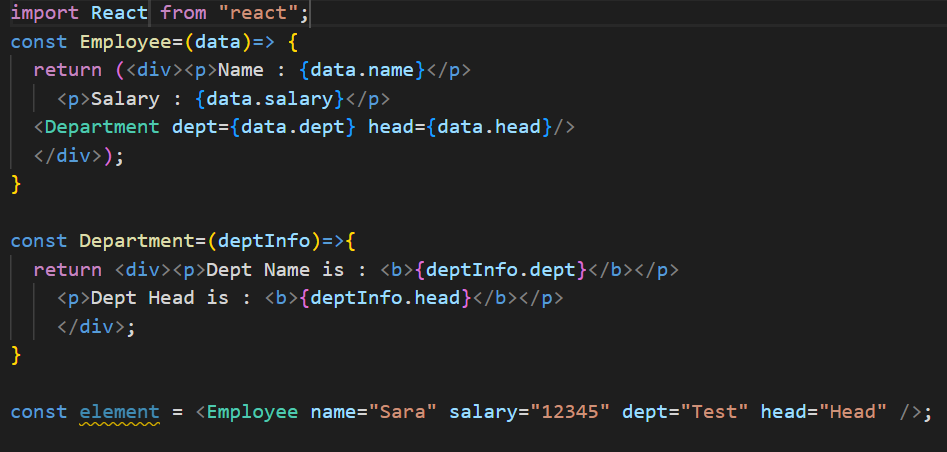 import React from "react";
const Employee=(data)=> {
  return (<div><p>Name : {data.name}</p>
    <p>Salary : {data.salary}</p>
  <Department dept={data.dept} head={data.head}/>
  </div>);
}

const Department=(deptInfo)=>{
  return <div><p>Dept Name is : <b>{deptInfo.dept}</b></p>
    <p>Dept Head is : <b>{deptInfo.head}</b></p>
    </div>;
}

const element = <Employee name="Sara" salary="12345" dept="Test" head="Head" />;